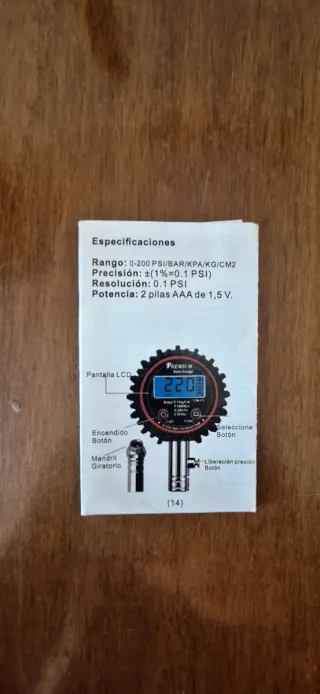 Especificaciones
Rango: 0-200 PSI/BAR/KPA/KG/CM2
Precisión: ±(1%=0.1 PSI)
Resolución: 0.1 PSI
Potencia: 2 pilas AAA de 1,5 V.
PREMIUM
Pantalla LCD
220
Encendido
Botón
Seleccione
Botón
Mandril
Giratorio
Liberación presión
Botón
(14)